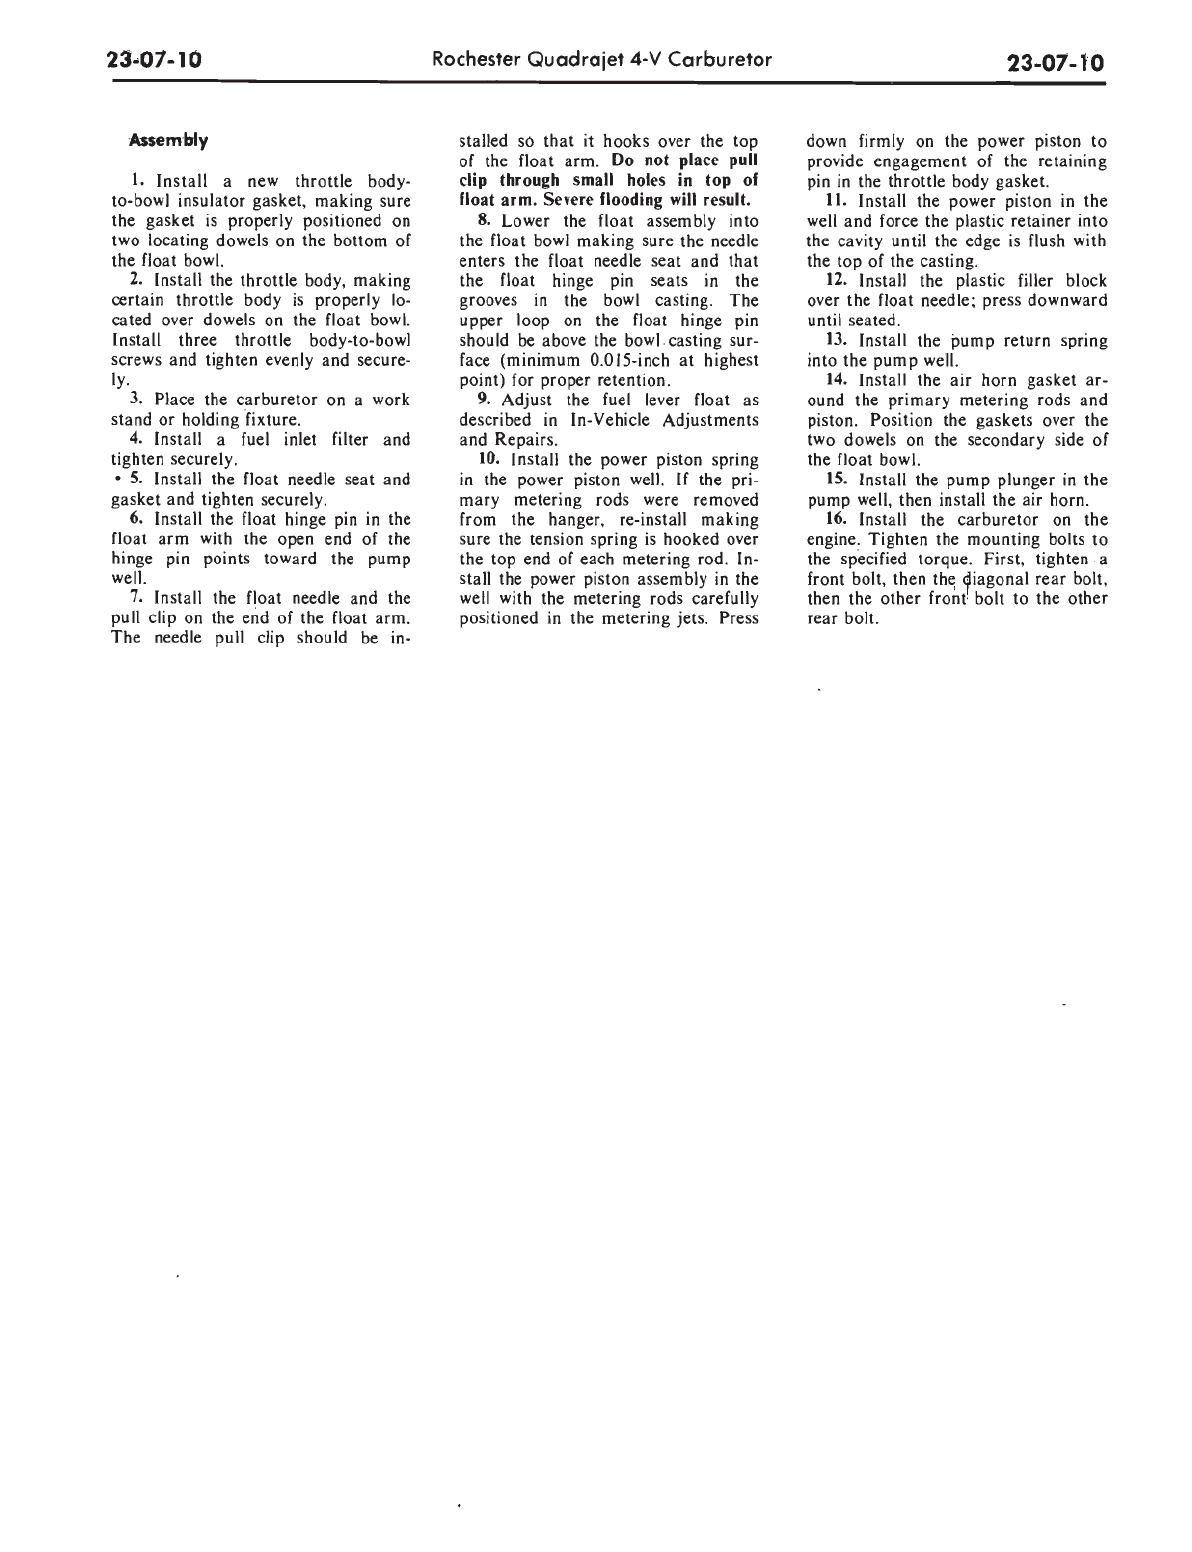 23-07-10
Rochester Quadrajet 4-V Carburetor
23-07-10
Assembly
1. Install a new throttle body-
to-bowl insulator gasket, making sure
the gasket is properly positioned on
two locating dowels on the bottom of
the float bowl.
2. Install the throttle body, making
certain throttle body is properly lo-
cated over dowels on the float bowl.
Install three throttle body-to-bowl
screws and tighten evenly and secure-
ly.
3. Place the carburetor on a work
stand or holding fixture.
4. Install a fuel inlet filter and
tighten securely.
• 5. Install the float needle seat and
gasket and tighten securely.
6. Install the float hinge pin in the
float arm with the open end of the
hinge pin points toward the pump
well.
7. Install the float needle and the
pull clip on the end of the float arm.
The needle pull clip should be in-
stalled so that it hooks over the top
of the float arm. Do not place pull
clip through small holes in top of
float arm. Severe flooding will result.
8. Lower the float assembly into
the float bowl making sure the needle
enters the float needle seat and that
the float hinge pin seats in the
grooves in the bowl casting. The
upper loop on the float hinge pin
should be above the bowl casting sur-
face (minimum 0.015-inch at highest
point) for proper retention.
9. Adjust the fuel lever float as
described in In-Vehicle Adjustments
and Repairs.
10. Install the power piston spring
in the power piston well. If the pri-
mary metering rods were removed
from the hanger, re-install making
sure the tension spring is hooked over
the top end of each metering rod. In-
stall the power piston assembly in the
well with the metering rods carefully
positioned in the metering jets. Press
down firmly on the power piston to
provide engagement of the retaining
pin in the throttle body gasket.
11. Install the power piston in the
well and force the plastic retainer into
the cavity until the edge is flush with
the top of the casting.
12. Install the plastic filler block
over the float needle; press downward
until seated.
13. Install the pump return spring
into the pump well.
14. Install the air horn gasket ar-
ound the primary metering rods and
piston. Position the gaskets over the
two dowels on the secondary side of
the float bowl.
15. Install the pump plunger in the
pump well, then install the air horn.
16. Install the carburetor on the
engine. Tighten the mounting bolts to
the specified torque. First, tighten a
front bolt, then the diagonal rear bolt,
then the other front bolt to the other
rear bolt.